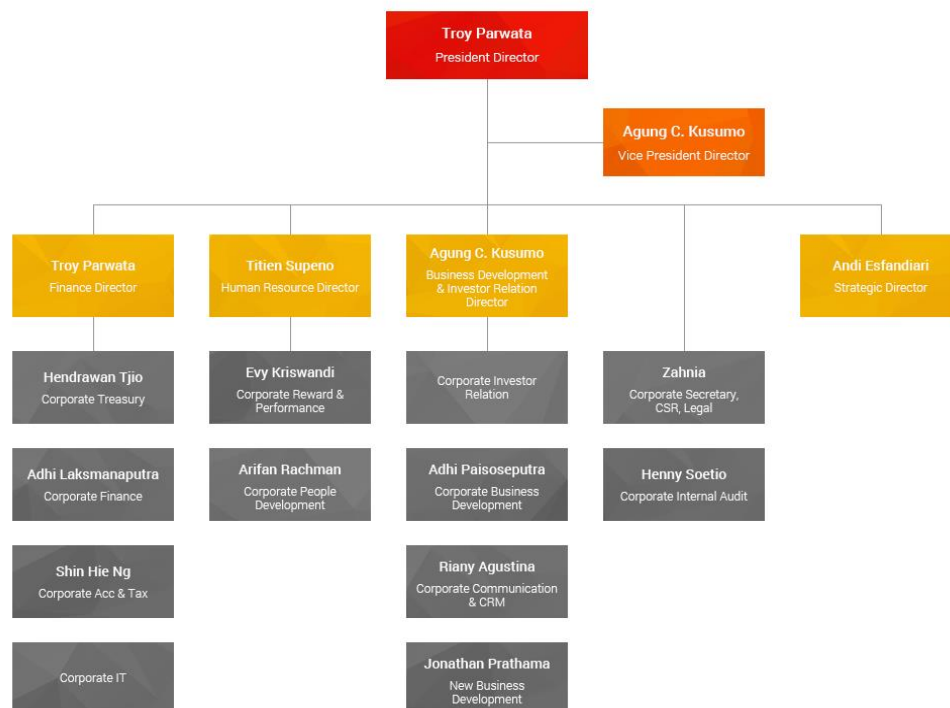 Troy Parwata
President Director
Agung C. Kusumo
Vice President Director
Troy Parwata
Finance Director
Titien Supeno
Human Resource Director
Agung C. Kusumo
Business Development
& Investor Relation
Director
Andi Esfandiari
Strategic Director
Hendrawan Tjio
Corporate Treasury
Evy Kriswandi
Corporate Reward &
Performance
Corporate Investor
Relation
Zahnia
Corporate Secretary,
CSR, Legal
Adhi Laksmanaputra
Corporate Finance
Arifan Rachman
Corporate People
Development
Adhi Paisoseputra
Corporate Business
Development
Henny Soetio
Corporate Internal Audit
Shin Hie Ng
Corporate Acc & Tax
Riany Agustina
Corporate Communication
& CRM
Corporate IT
Jonathan Prathama
New Business
Development